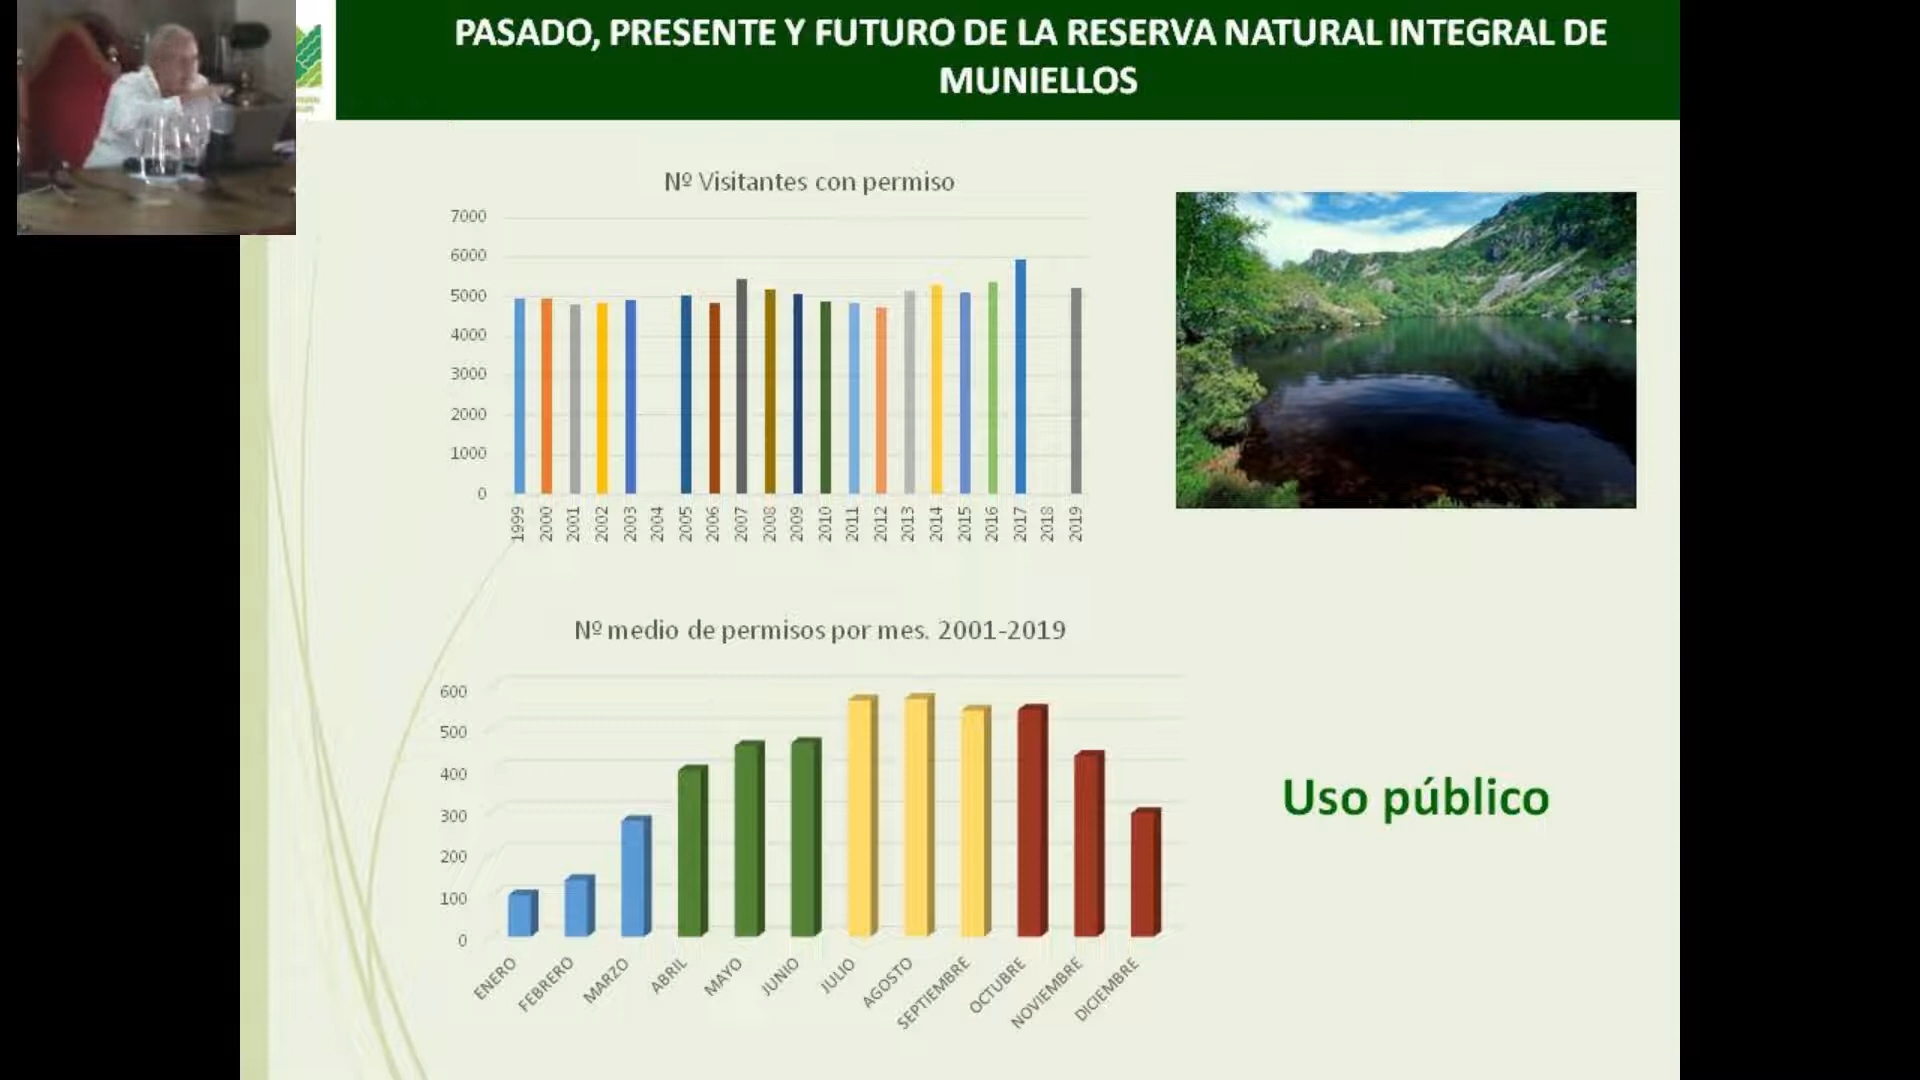 PASADO, PRESENTE Y FUTURO DE LA RESERVA NATURAL INTEGRAL DE
MUNIELLOS
Nº Visitantes con permiso
7000
6000
5000
4000
3000
2000
1000
0
1999
2000
2001
2002
2003
2004
2005
2006
2007
2008
2009
2010
2011
2012
2013
2014
2015
2016
2017
2018
2019
Nº medio de permisos por mes. 2001-2019
600
500
400
300
200
100
0
ENERO
FEBRERO
MARZO
ABRIL
MAYO
JUNIO
JULIO
AGOSTO
SEPTIEMBRE
OCTUBRE
NOVIEMBRE
DICIEMBRE
Uso público